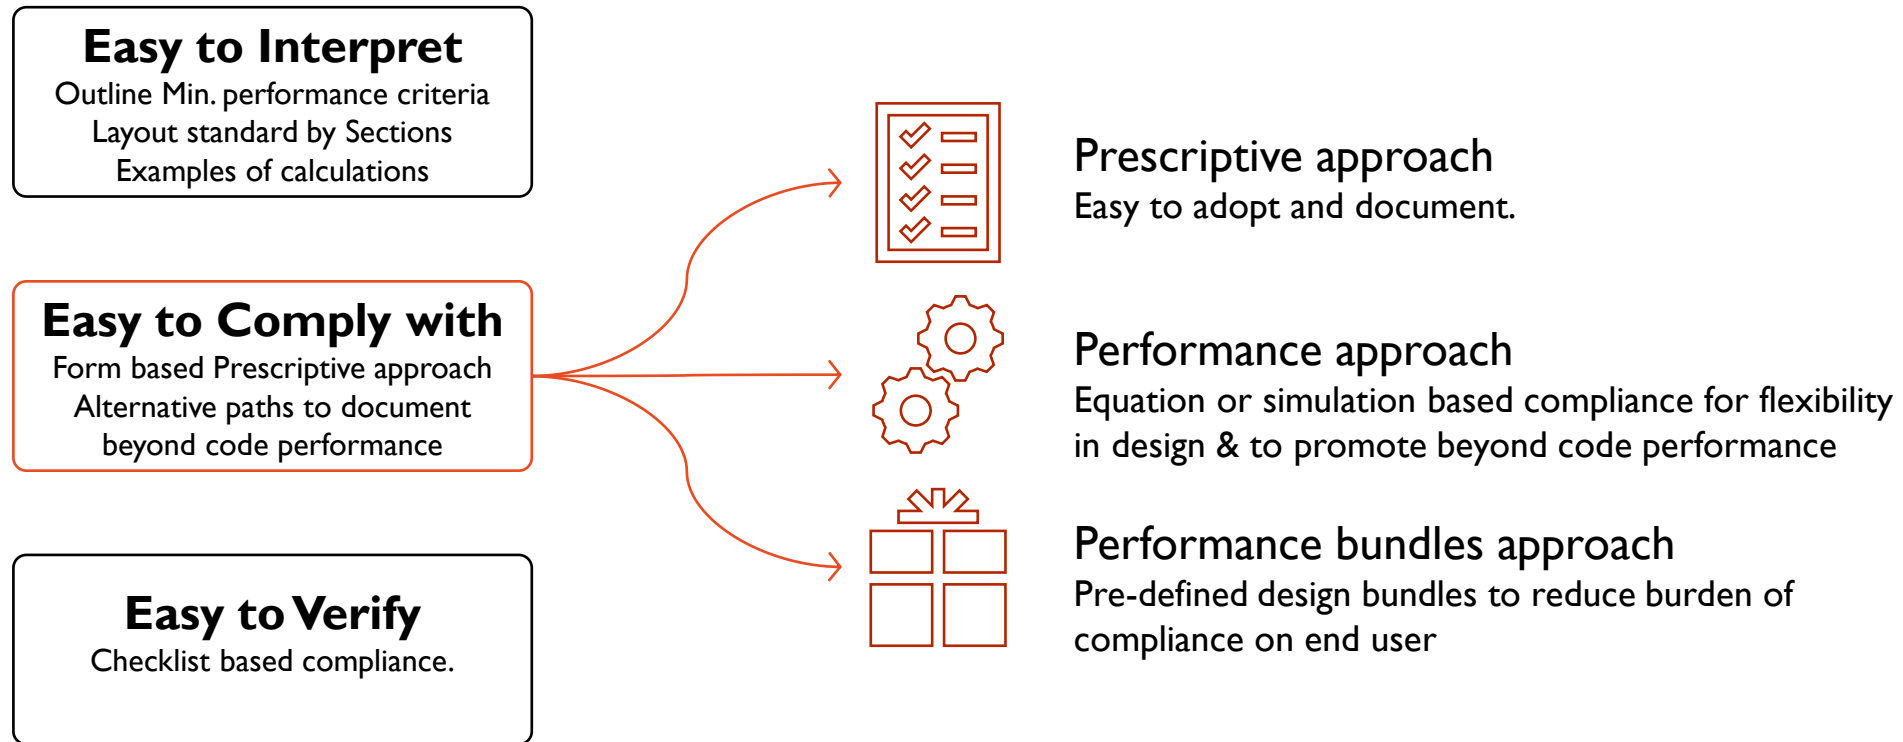 Easy to Interpret
Outline Min. performance criteria
Layout standard by Sections
Examples of calculations
Easy to Comply with
Form based Prescriptive approach
Alternative paths to document
beyond code performance
Easy to Verify
Checklist based compliance.
Prescriptive approach
Easy to adopt and document.
Performance approach
Equation or simulation based compliance for flexibility
in design & to promote beyond code performance
Performance bundles approach
Pre-defined design bundles to reduce burden of
compliance on end user